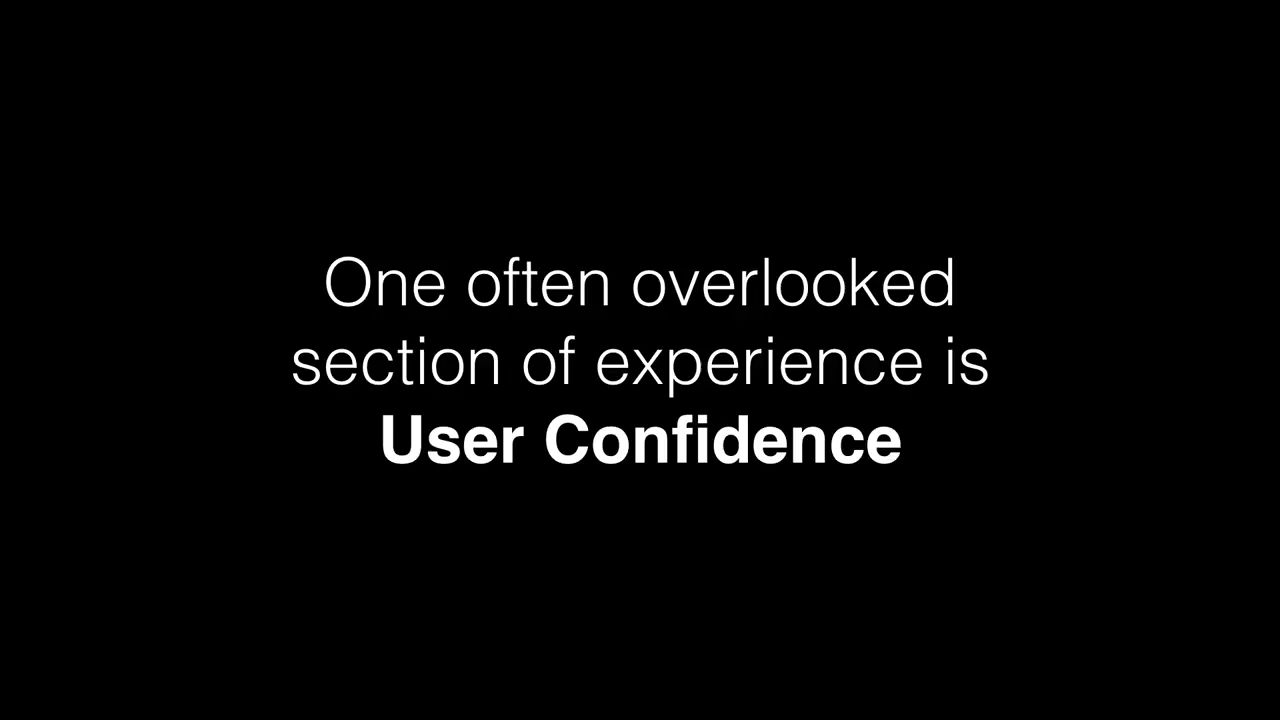 One often overlooked
section of experience is
User Confidence